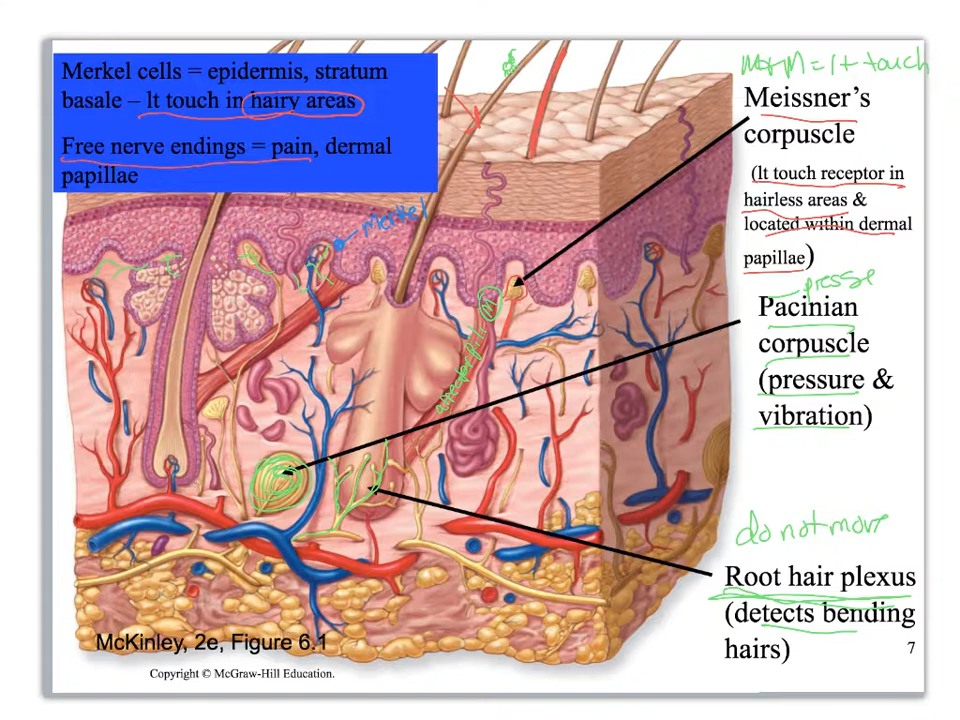 Merkel cells = epidermis, stratum
basale – lt touch in hairy areas
Free nerve endings = pain, dermal
papillae
= lt touch
Meissner's
corpuscle
(lt touch receptor in
hairless areas &
located within dermal
papillae)
Merkel
Pacinian
corpuscle
(pressure &
vibration)
do not move
Root hair plexus
(detects bending
hairs)
7
McKinley, 2e, Figure 6.1
Copyright © McGraw-Hill Education.